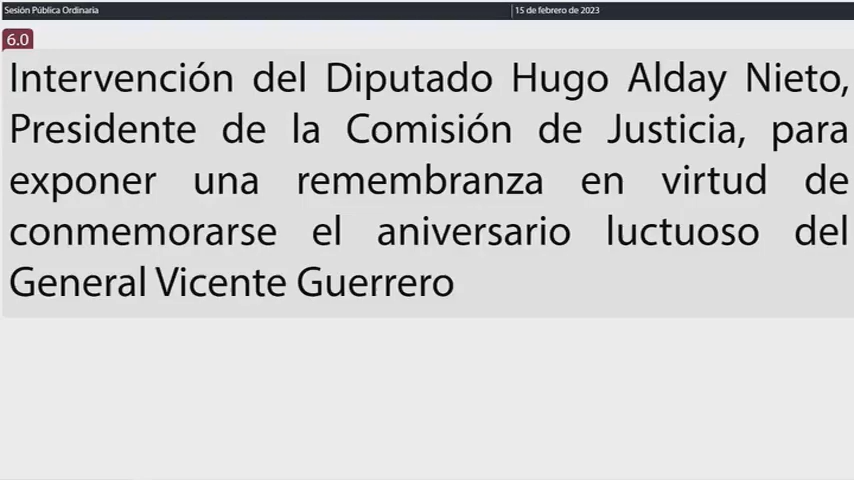 Sesión Pública Ordinaria
15 de febrero de 2023
6.0
Intervención del Diputado Hugo Alday Nieto,
Presidente de la Comisión de Justicia, para
exponer una remembranza en virtud de
conmemorarse el aniversario luctuoso del
General Vicente Guerrero